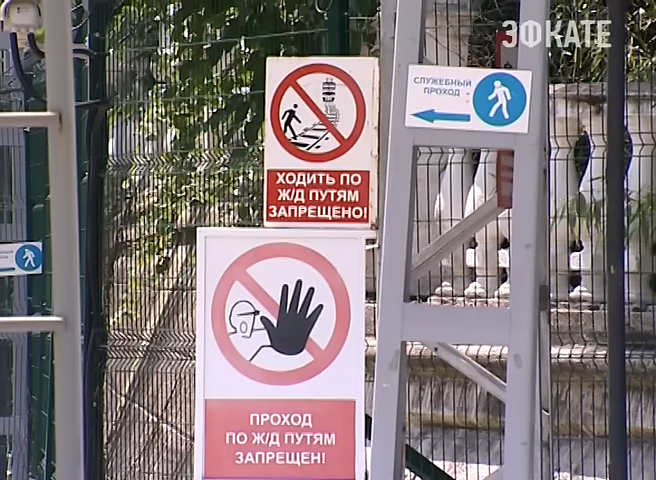 ЭФКАТЕ
СЛУЖЕБНЫЙ
ПРОХОД
ХОДИТЬ ПО
Ж/Д ПУТЯМ
ЗАПРЕЩЕНО!
ПРОХОД
ПО Ж/Д ПУТЯМ
ЗАПРЕЩЕН!